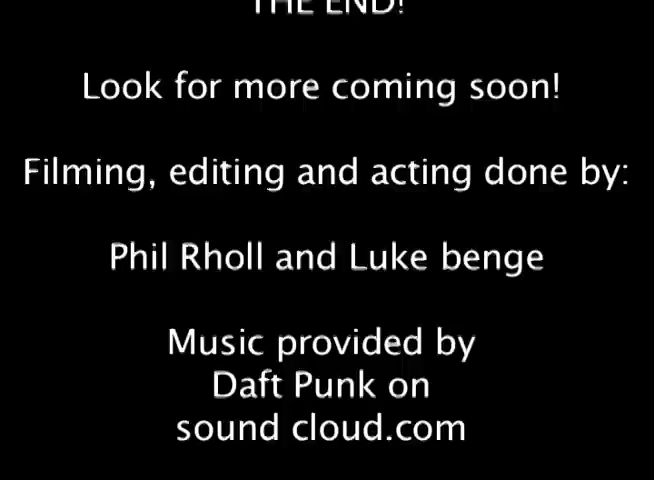 THE END!
Look for more coming soon!
Filming, editing and acting done by:
Phil Rholl and Luke benge
Music provided by
Daft Punk on
sound cloud.com